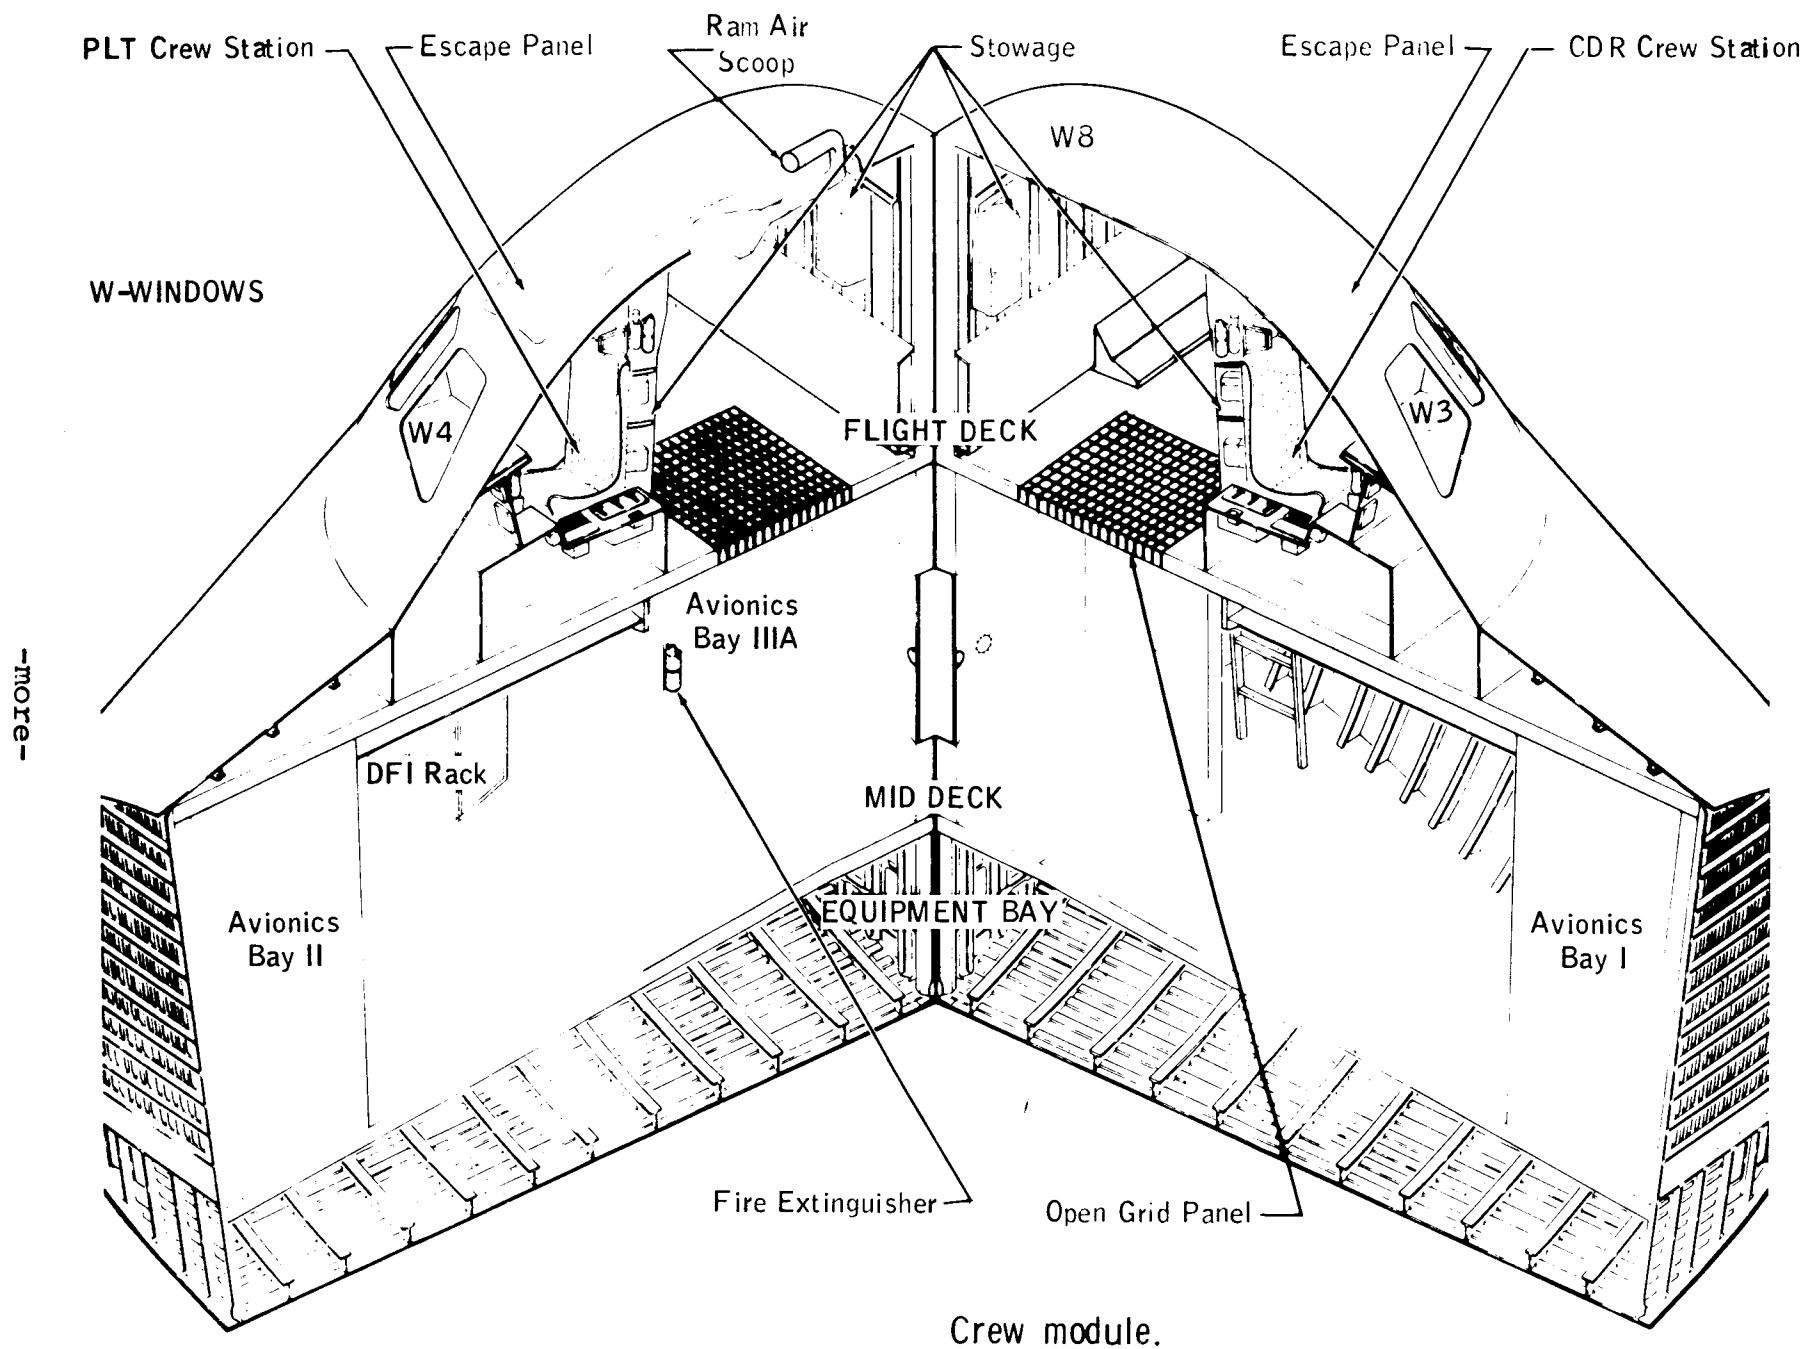 Ram Air
Scoop
PLT Crew Station
Escape Panel
Stowage
Escape Panel
CDR Crew Station
W8
W-WINDOWS
W4
W3
FLIGHT DECK
Avionics
Bay IIIA
-more-
DFI Rack
MID DECK
EQUIPMENT BAY
Avionics
Bay II
Avionics
Bay I
Fire Extinguisher
Open Grid Panel
Crew module.